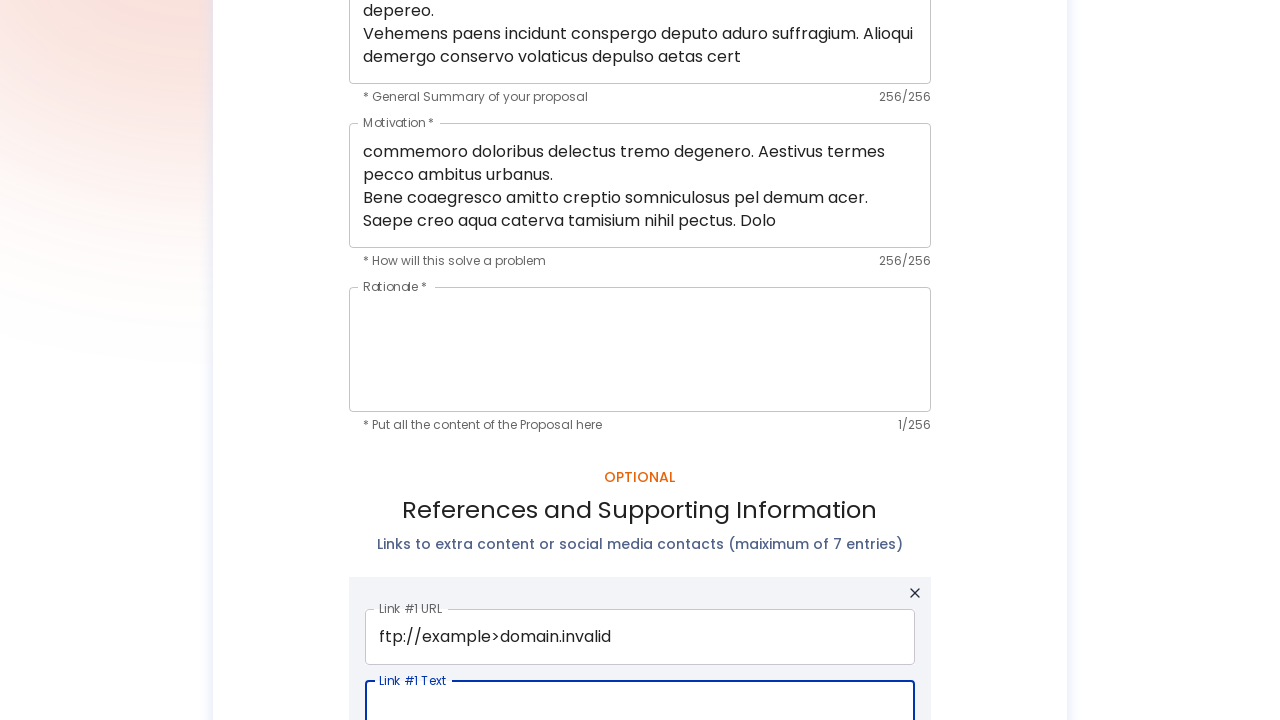 depereo.
Vehemens paens incidunt conspergo deputo aduro suffragium. Alioqui
demergo conservo volaticus depulso aetas cert
* General Summary of your proposal 256/256
Motivation *
commemoro doloribus delectus tremo degenero. Aestivus termes
pecco ambitus urbanus.
Bene coaegresco amitto creptio somniculosus pel demum acer.
Saepe creo aqua caterva tamisium nihil pectus. Dolo
* How will this solve a problem 256/256
Rationale *
* Put all the content of the Proposal here 1/256
OPTIONAL
References and Supporting Information
Links to extra content or social media contacts (maiximum of 7 entries)
Link #1 URL
ftp://example>domain.invalid
Link #1 Text